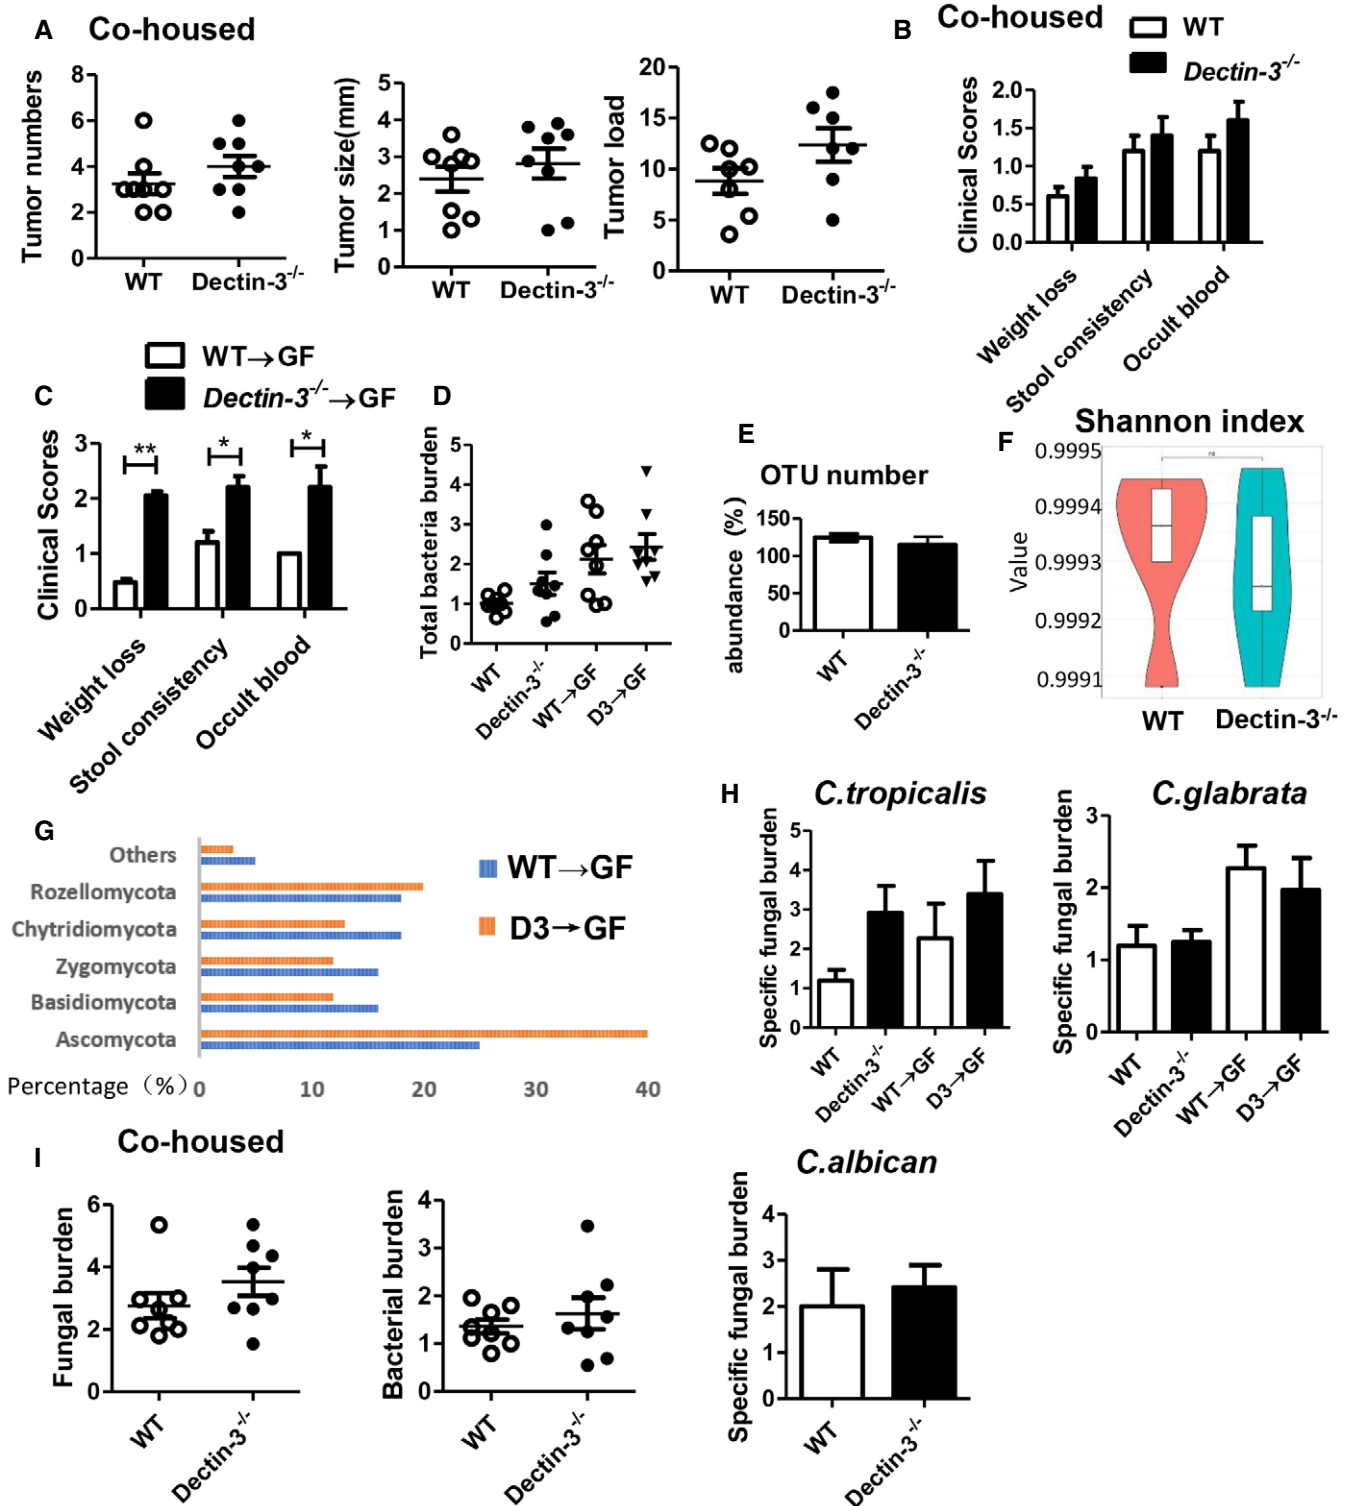 A Co-housed
Tumor numbers
8
6
4
2
0
WT Dectin-3-/-
Tumor size(mm)
5
4
3
2
1
0
WT Dectin-3-/-
Tumor load
20
15
10
5
0
WT Dectin-3-/-
B Co-housed
WT
Dectin-3-/-
Clinical Scores
2.0
1.5
1.0
0.5
0.0
Weight loss
Stool consistency
Occult blood
C
WT→GF
Dectin-3-/-→GF
Clinical Scores
3
2
1
0
** * *
Weight loss
Stool consistency
Occult blood
D
Total bacteria burden
5
4
3
2
1
0
WT
Dectin-3-/-
WT→GF
D3→GF
E
OTU number
abundance (%)
150
100
50
0
WT
Dectin-3-/-
F Shannon index
ns
Value
0.9995
0.9994
0.9993
0.9992
0.9991
WT Dectin-3-/-
G
Others
Rozellomycota
Chytridiomycota
Zygomycota
Basidiomycota
Ascomycota
Percentage（%）0 10 20 30 40
WT→GF
D3→GF
H
C.tropicalis
Specific fungal burden
5
4
3
2
1
0
WT
Dectin-3-/-
WT→GF
D3→GF
C.glabrata
Specific fungal burden
3
2
1
0
WT
Dectin-3-/-
WT→GF
D3→GF
C.albican
Specific fungal burden
4
3
2
1
0
WT
Dectin-3-/-
I Co-housed
Fungal burden
6
4
2
0
WT
Dectin-3-/-
Bacterial burden
4
3
2
1
0
WT
Dectin-3-/-